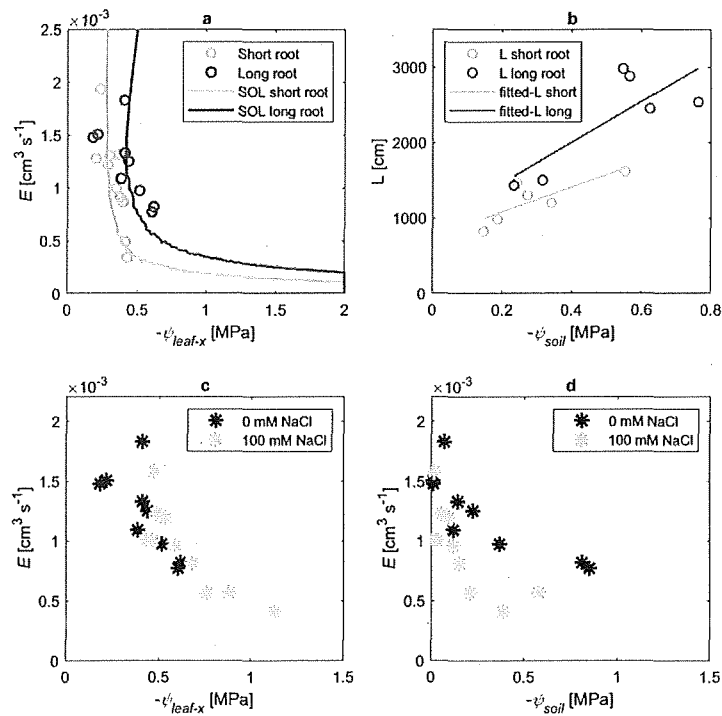 a
×10⁻³
2.5
2
1.5
1
0.5
0
E [cm³ s⁻¹]
Short root
Long root
SOL short root
SOL long root
0
0.5
1
1.5
2
-ψleaf-x [MPa]
b
3000
2000
1000
0
L [cm]
L short root
L long root
fitted-L short
fitted-L long
0
0.2
0.4
0.6
0.8
-ψsoil [MPa]
c
×10⁻³
2
1.5
1
0.5
0
E [cm³ s⁻¹]
0 mM NaCl
100 mM NaCl
0
0.5
1
1.5
-ψleaf-x [MPa]
d
×10⁻³
2
1.5
1
0.5
0
E [cm³ s⁻¹]
0 mM NaCl
100 mM NaCl
0
0.5
1
1.5
-ψsoil [MPa]